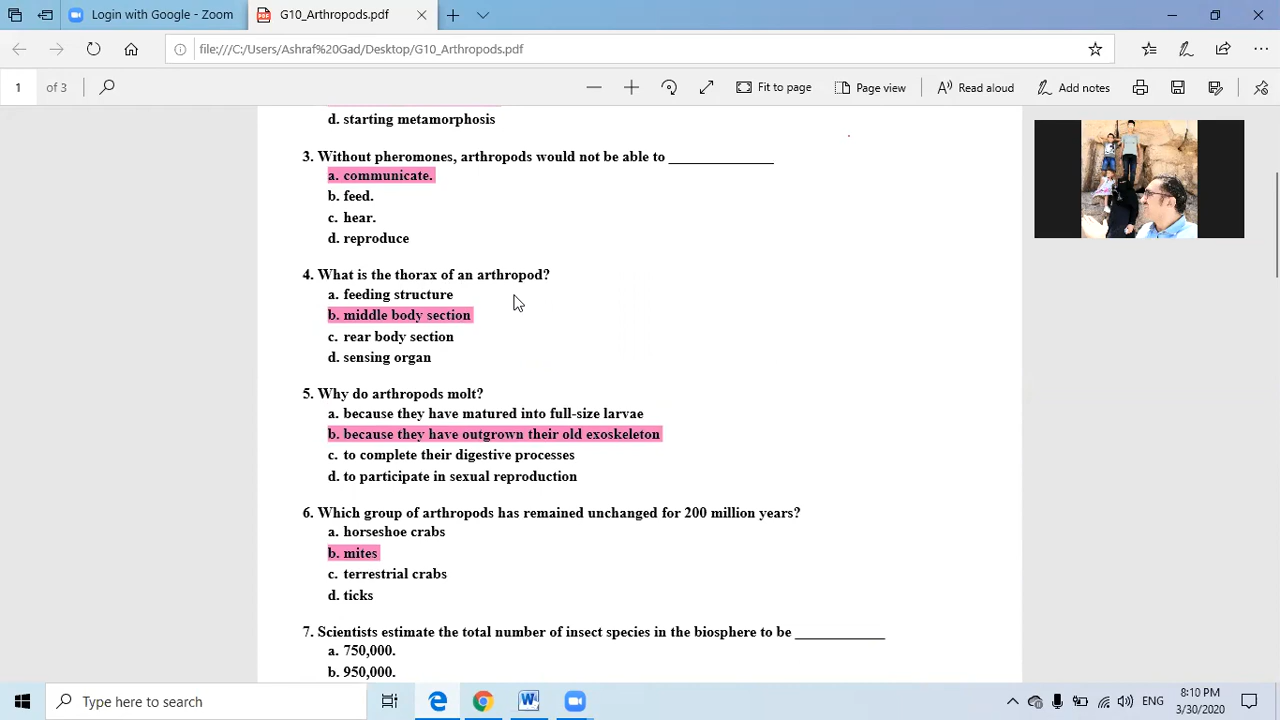 Login with Google - Zoom
G10_Arthropods.pdf
file:///C:/Users/Ashraf%20Gad/Desktop/G10_Arthropods.pdf
1 of 3
Fit to page
Page view
Read aloud
Add notes
d. starting metamorphosis
3. Without pheromones, arthropods would not be able to ______________
a. communicate.
b. feed.
c. hear.
d. reproduce
4. What is the thorax of an arthropod?
a. feeding structure
b. middle body section
c. rear body section
d. sensing organ
5. Why do arthropods molt?
a. because they have matured into full-size larvae
b. because they have outgrown their old exoskeleton
c. to complete their digestive processes
d. to participate in sexual reproduction
6. Which group of arthropods has remained unchanged for 200 million years?
a. horseshoe crabs
b. mites
c. terrestrial crabs
d. ticks
7. Scientists estimate the total number of insect species in the biosphere to be ____________
a. 750,000.
b. 950,000.
Type here to search
ENG
8:10 PM
3/30/2020